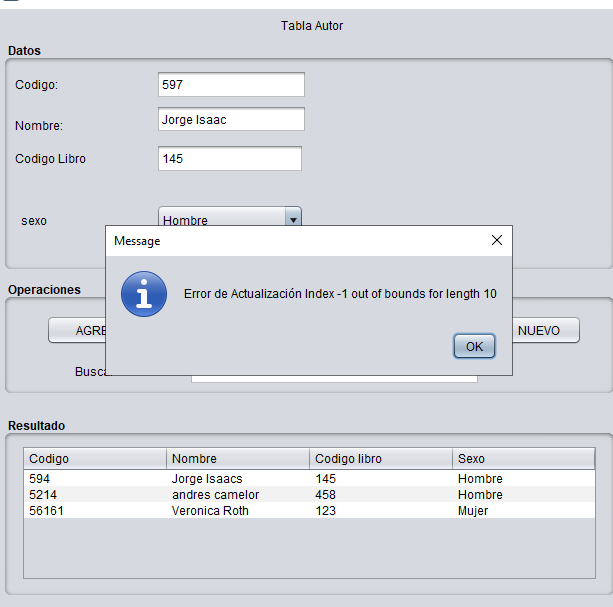 Tabla Autor
Datos
Codigo:
597
Nombre:
Jorge Isaac
Codigo Libro
145
sexo
Hombre
Message
Error de Actualización Index -1 out of bounds for length 10
OK
Operaciones
AGRE
NUEVO
Busca
Resultado
Codigo Nombre Codigo libro Sexo
594 Jorge Isaacs 145 Hombre
5214 andres camelor 458 Hombre
56161 Veronica Roth 123 Mujer